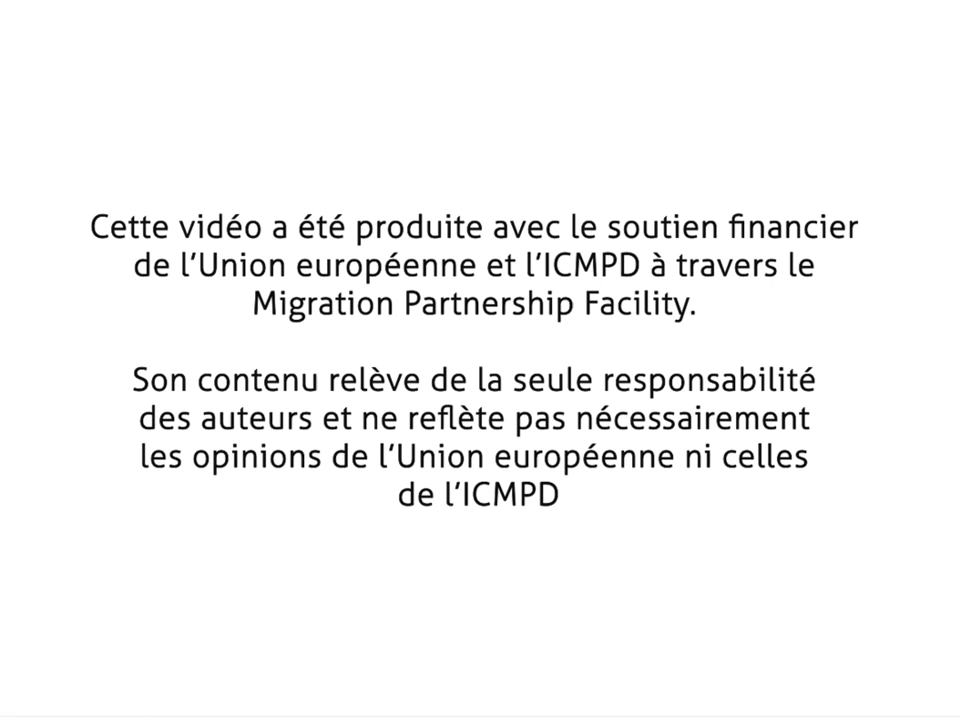 Cette vidéo a été produite avec le soutien financier
de l'Union européenne et l'ICMPD à travers le
Migration Partnership Facility.
Son contenu relève de la seule responsabilité
des auteurs et ne reflète pas nécessairement
les opinions de l'Union européenne ni celles
de l'ICMPD